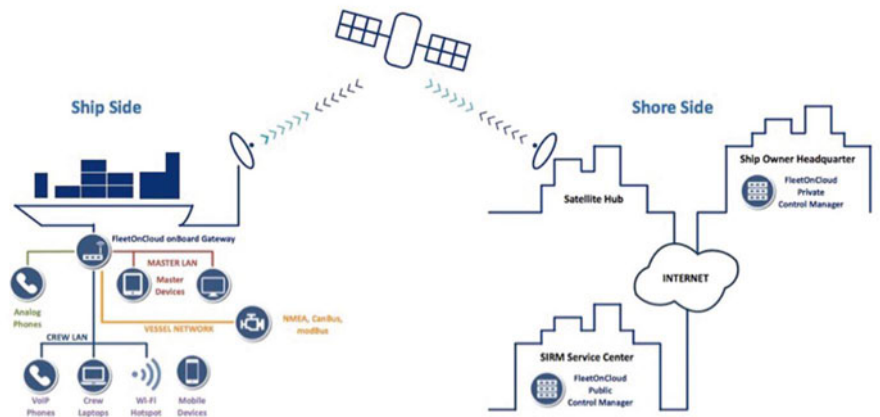 Ship Side
Shore Side
Ship Owner Headquarter
FleetOnCloud
Private
Control Manager
Satellite Hub
FleetOnCloud onBoard Gateway
MASTER LAN
Master
Devices
INTERNET
Analog
Phones
NMEA, CanBus,
modBus
VESSEL NETWORK
CREW LAN
SIRM Service Center
FleetOnCloud
Public
Control Manager
VoIP
Phones
Crew
Laptops
Wi-Fi
Hotspot
Mobile
Devices